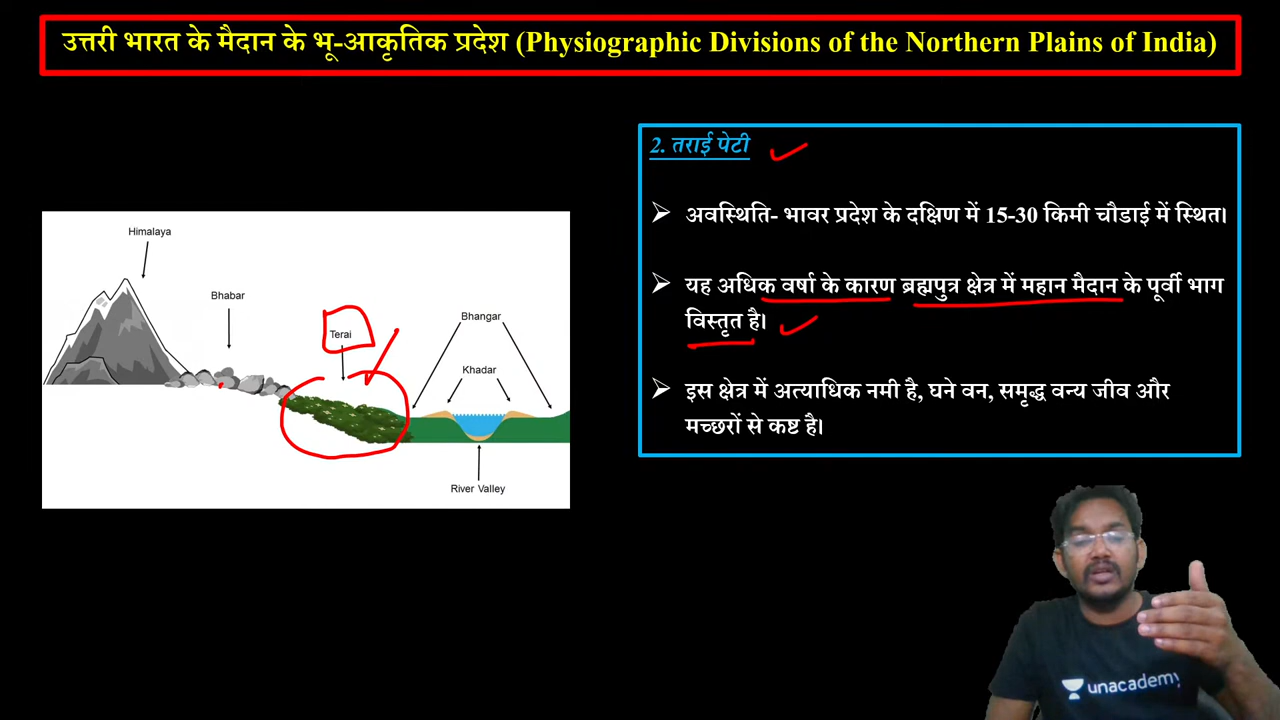 उत्तरी भारत के मैदान के भू-आकृतिक प्रदेश (Physiographic Divisions of the Northern Plains of India)
2. तराई पेटी
अवस्थिति- भावर प्रदेश के दक्षिण में 15-30 किमी चौडाई में स्थित।
यह अधिक वर्षा के कारण ब्रह्मपुत्र क्षेत्र में महान मैदान के पूर्वी भाग
विस्तृत है।
इस क्षेत्र में अत्याधिक नमी है, घने वन, समृद्ध वन्य जीव और
मच्छरों से कष्ट है।
Himalaya
Bhabar
Terai
Bhangar
Khadar
River Valley
unacademy